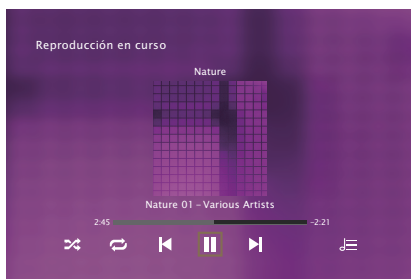 Reproducción en curso
Nature
Nature 01 – Various Artists
2:45 -2:21